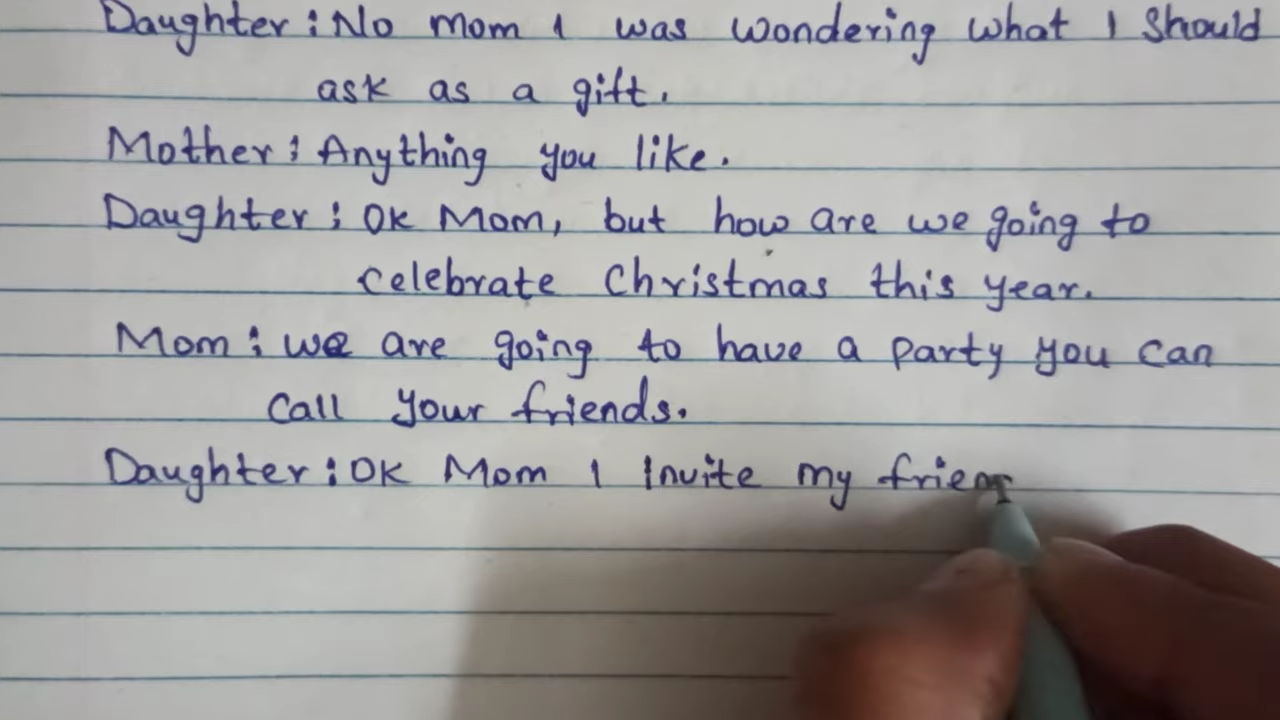 Daughter : No mom I was wondering what I should
ask as a gift.
Mother : Anything you like.
Daughter : Ok Mom, but how are we going to
celebrate Christmas this year.
Mom : we are going to have a party you can
call your friends.
Daughter : OK Mom I Invite my frien